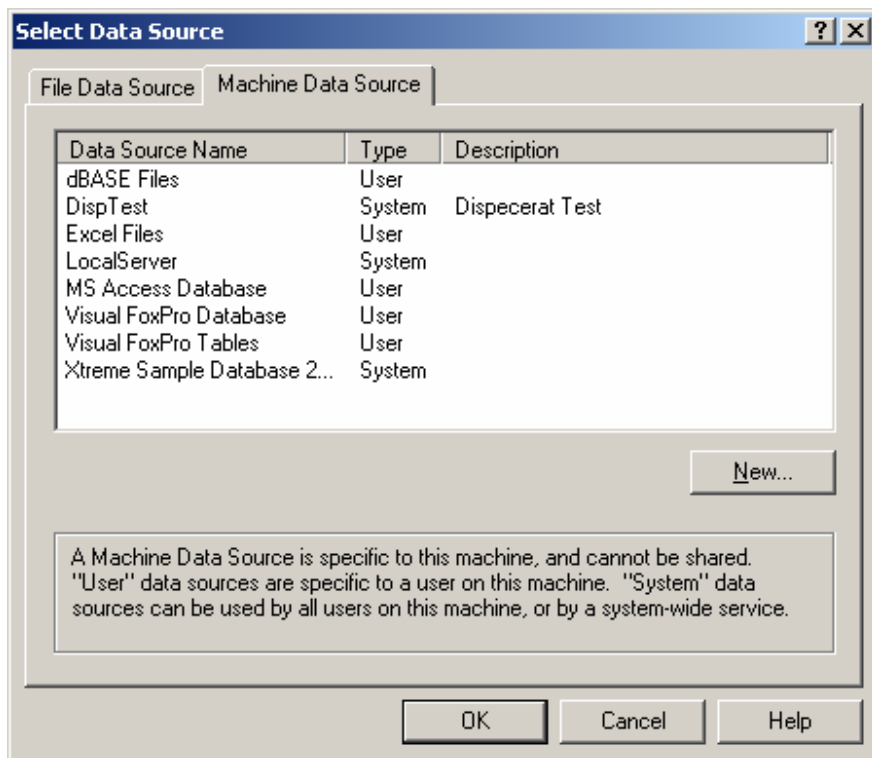 Select Data Source
File Data Source Machine Data Source
Data Source Name Type Description
dBASE Files User
DispTest System Dispecerat Test
Excel Files User
LocalServer System
MS Access Database User
Visual FoxPro Database User
Visual FoxPro Tables User
Xtreme Sample Database 2... System
New...
A Machine Data Source is specific to this machine, and cannot be shared.
"User" data sources are specific to a user on this machine. "System" data
sources can be used by all users on this machine, or by a system-wide service.
OK Cancel Help